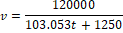 v = 120000 / 103.053t + 1250